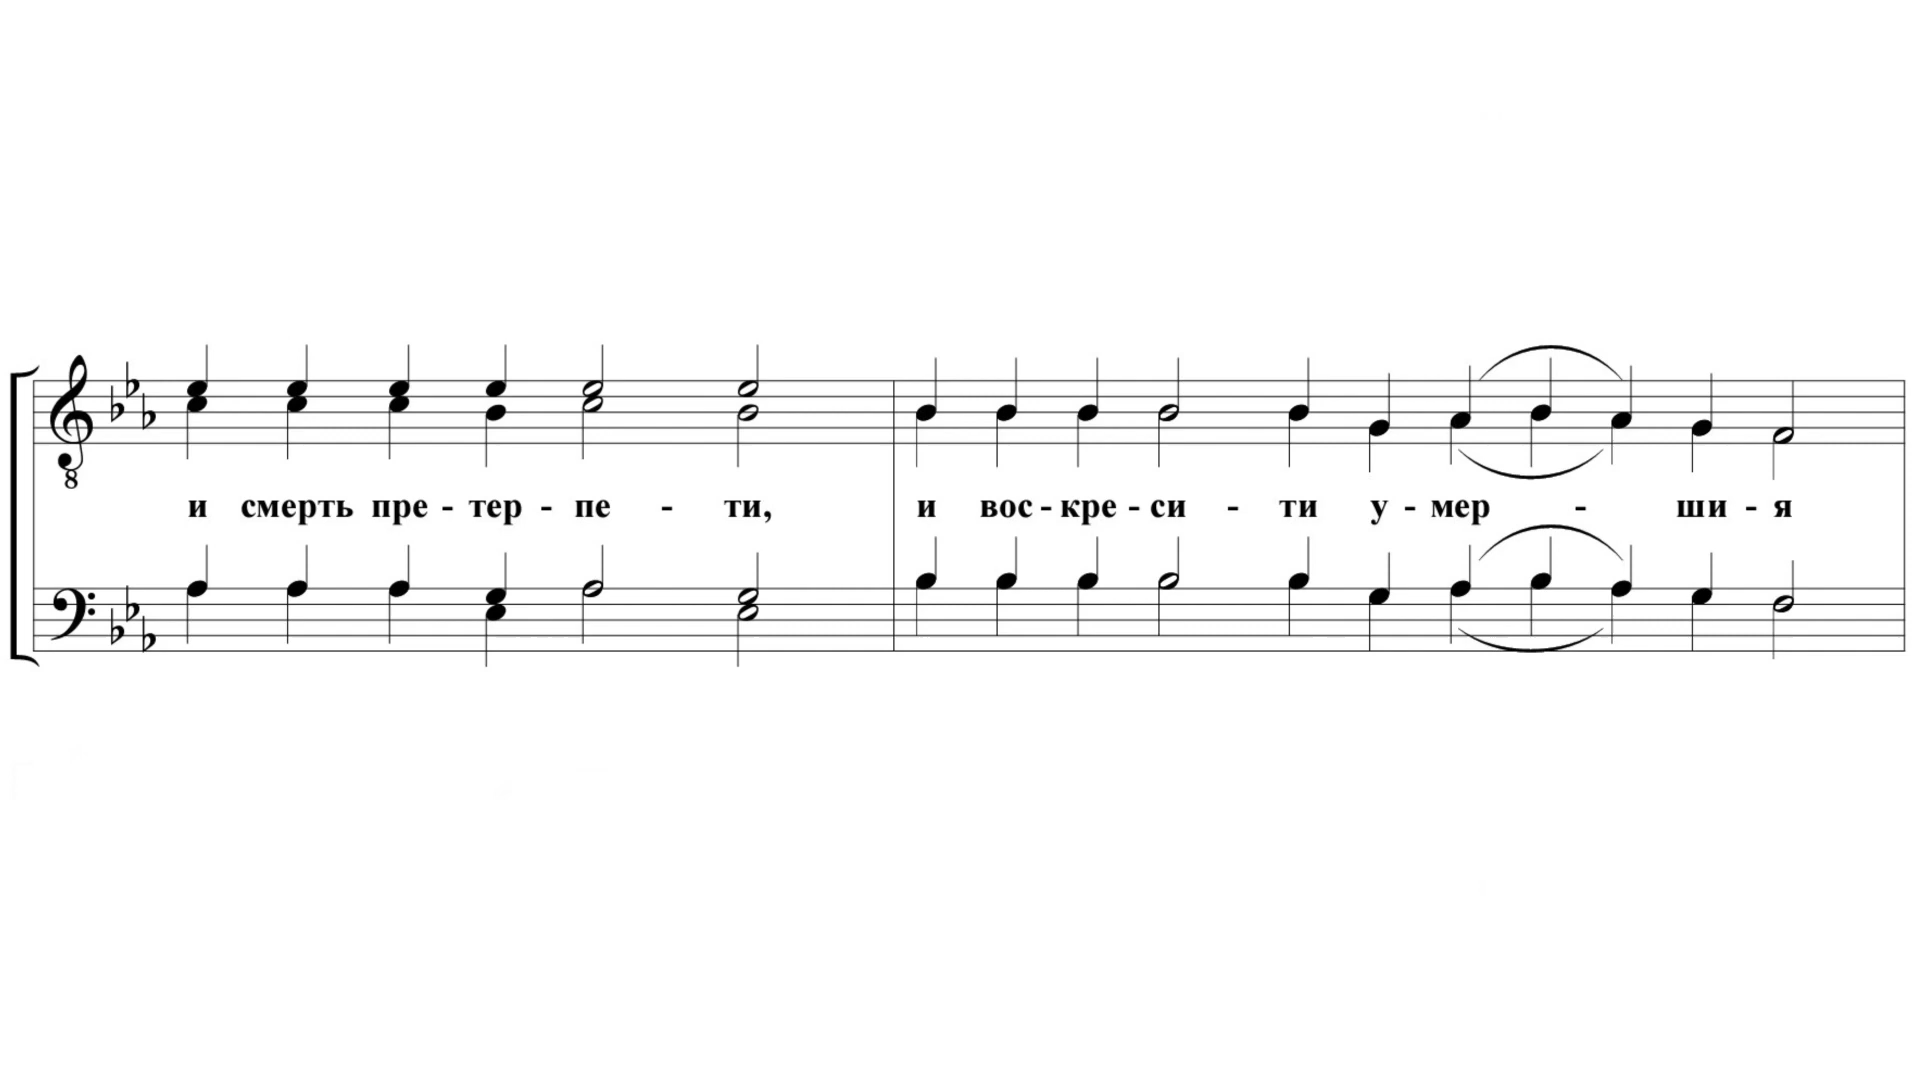 и смерть пре - тер - пе - ти, и вос - кре - си - ти у - мер - ши - я